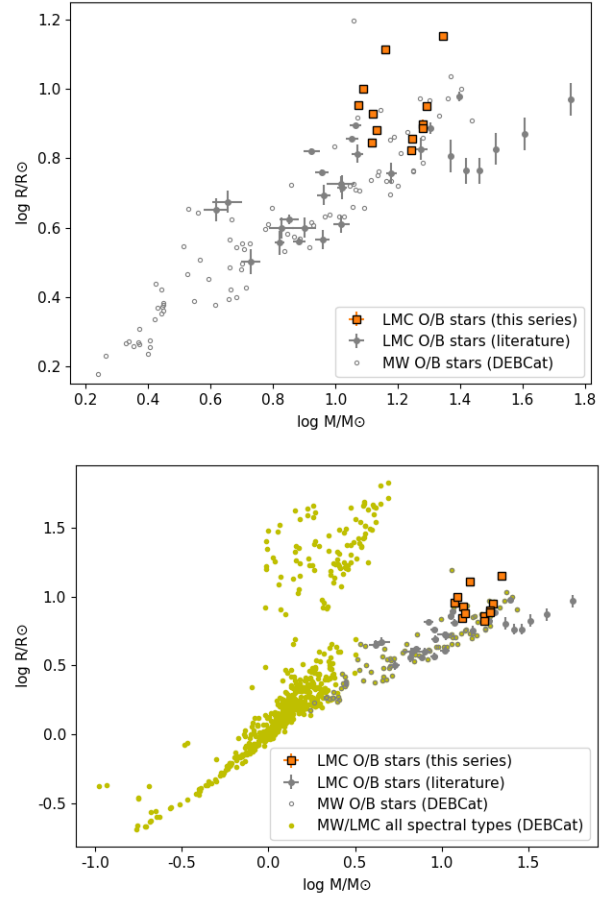 1.2
1.0
0.8
0.6
0.4
0.2
log R/R⊙
LMC O/B stars (this series)
LMC O/B stars (literature)
MW O/B stars (DEBCat)
0.2 0.4 0.6 0.8 1.0 1.2 1.4 1.6 1.8
log M/M⊙
1.5
1.0
0.5
0.0
-0.5
log R/R⊙
LMC O/B stars (this series)
LMC O/B stars (literature)
MW O/B stars (DEBCat)
MW/LMC all spectral types (DEBCat)
-1.0 -0.5 0.0 0.5 1.0 1.5
log M/M⊙